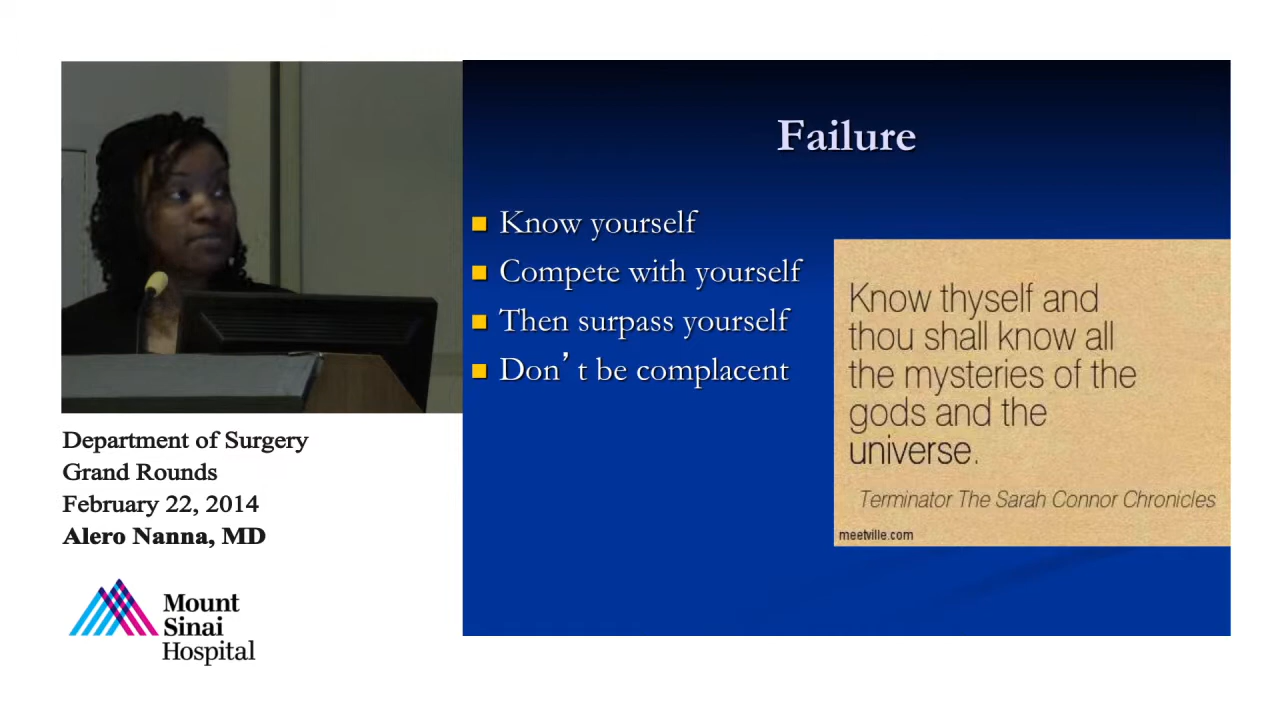 Failure
Know yourself
Compete with yourself
Then surpass yourself
Don’t be complacent
Know thyself and
thou shall know all
the mysteries of the
gods and the
universe.
Terminator The Sarah Connor Chronicles
meetville.com
Department of Surgery
Grand Rounds
February 22, 2014
Alero Nanna, MD
Mount
Sinai
Hospital